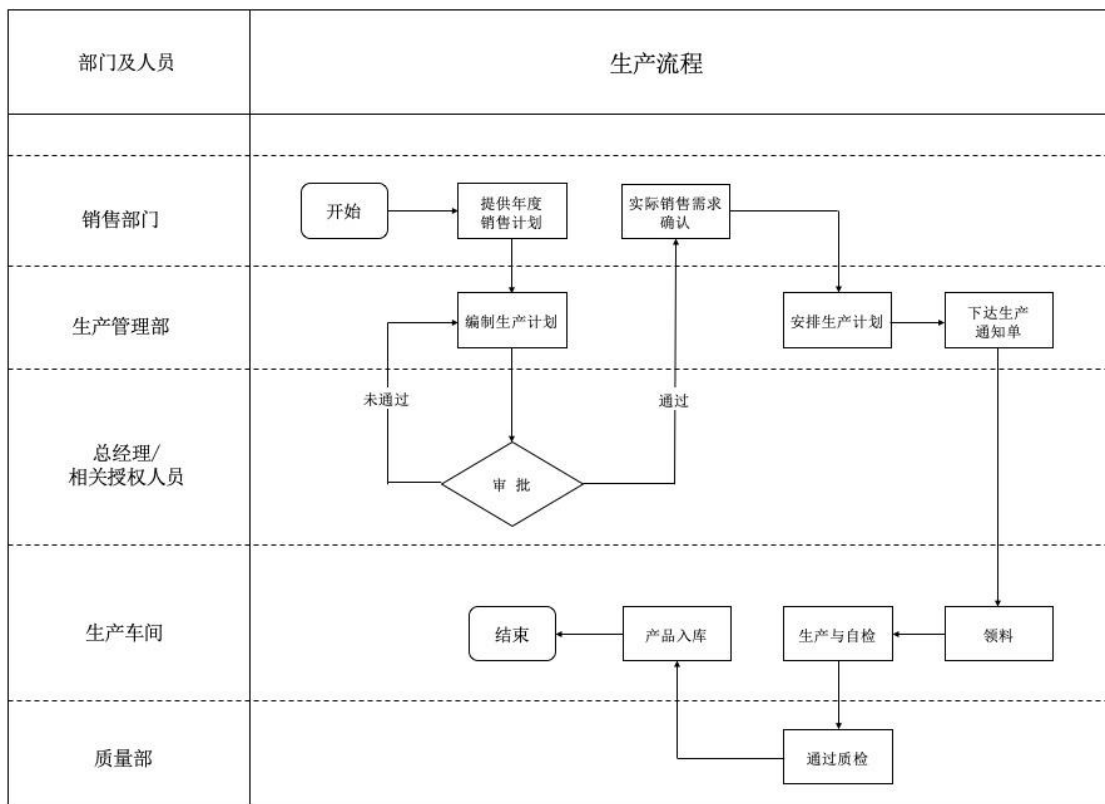 部门及人员
生产流程
销售部门
开始
提供年度
销售计划
实际销售需求
确认
生产管理部
编制生产计划
安排生产计划
下达生产
通知单
未通过
通过
总经理/
相关授权人员
审 批
生产车间
结束
产品入库
生产与自检
领料
质量部
通过质检